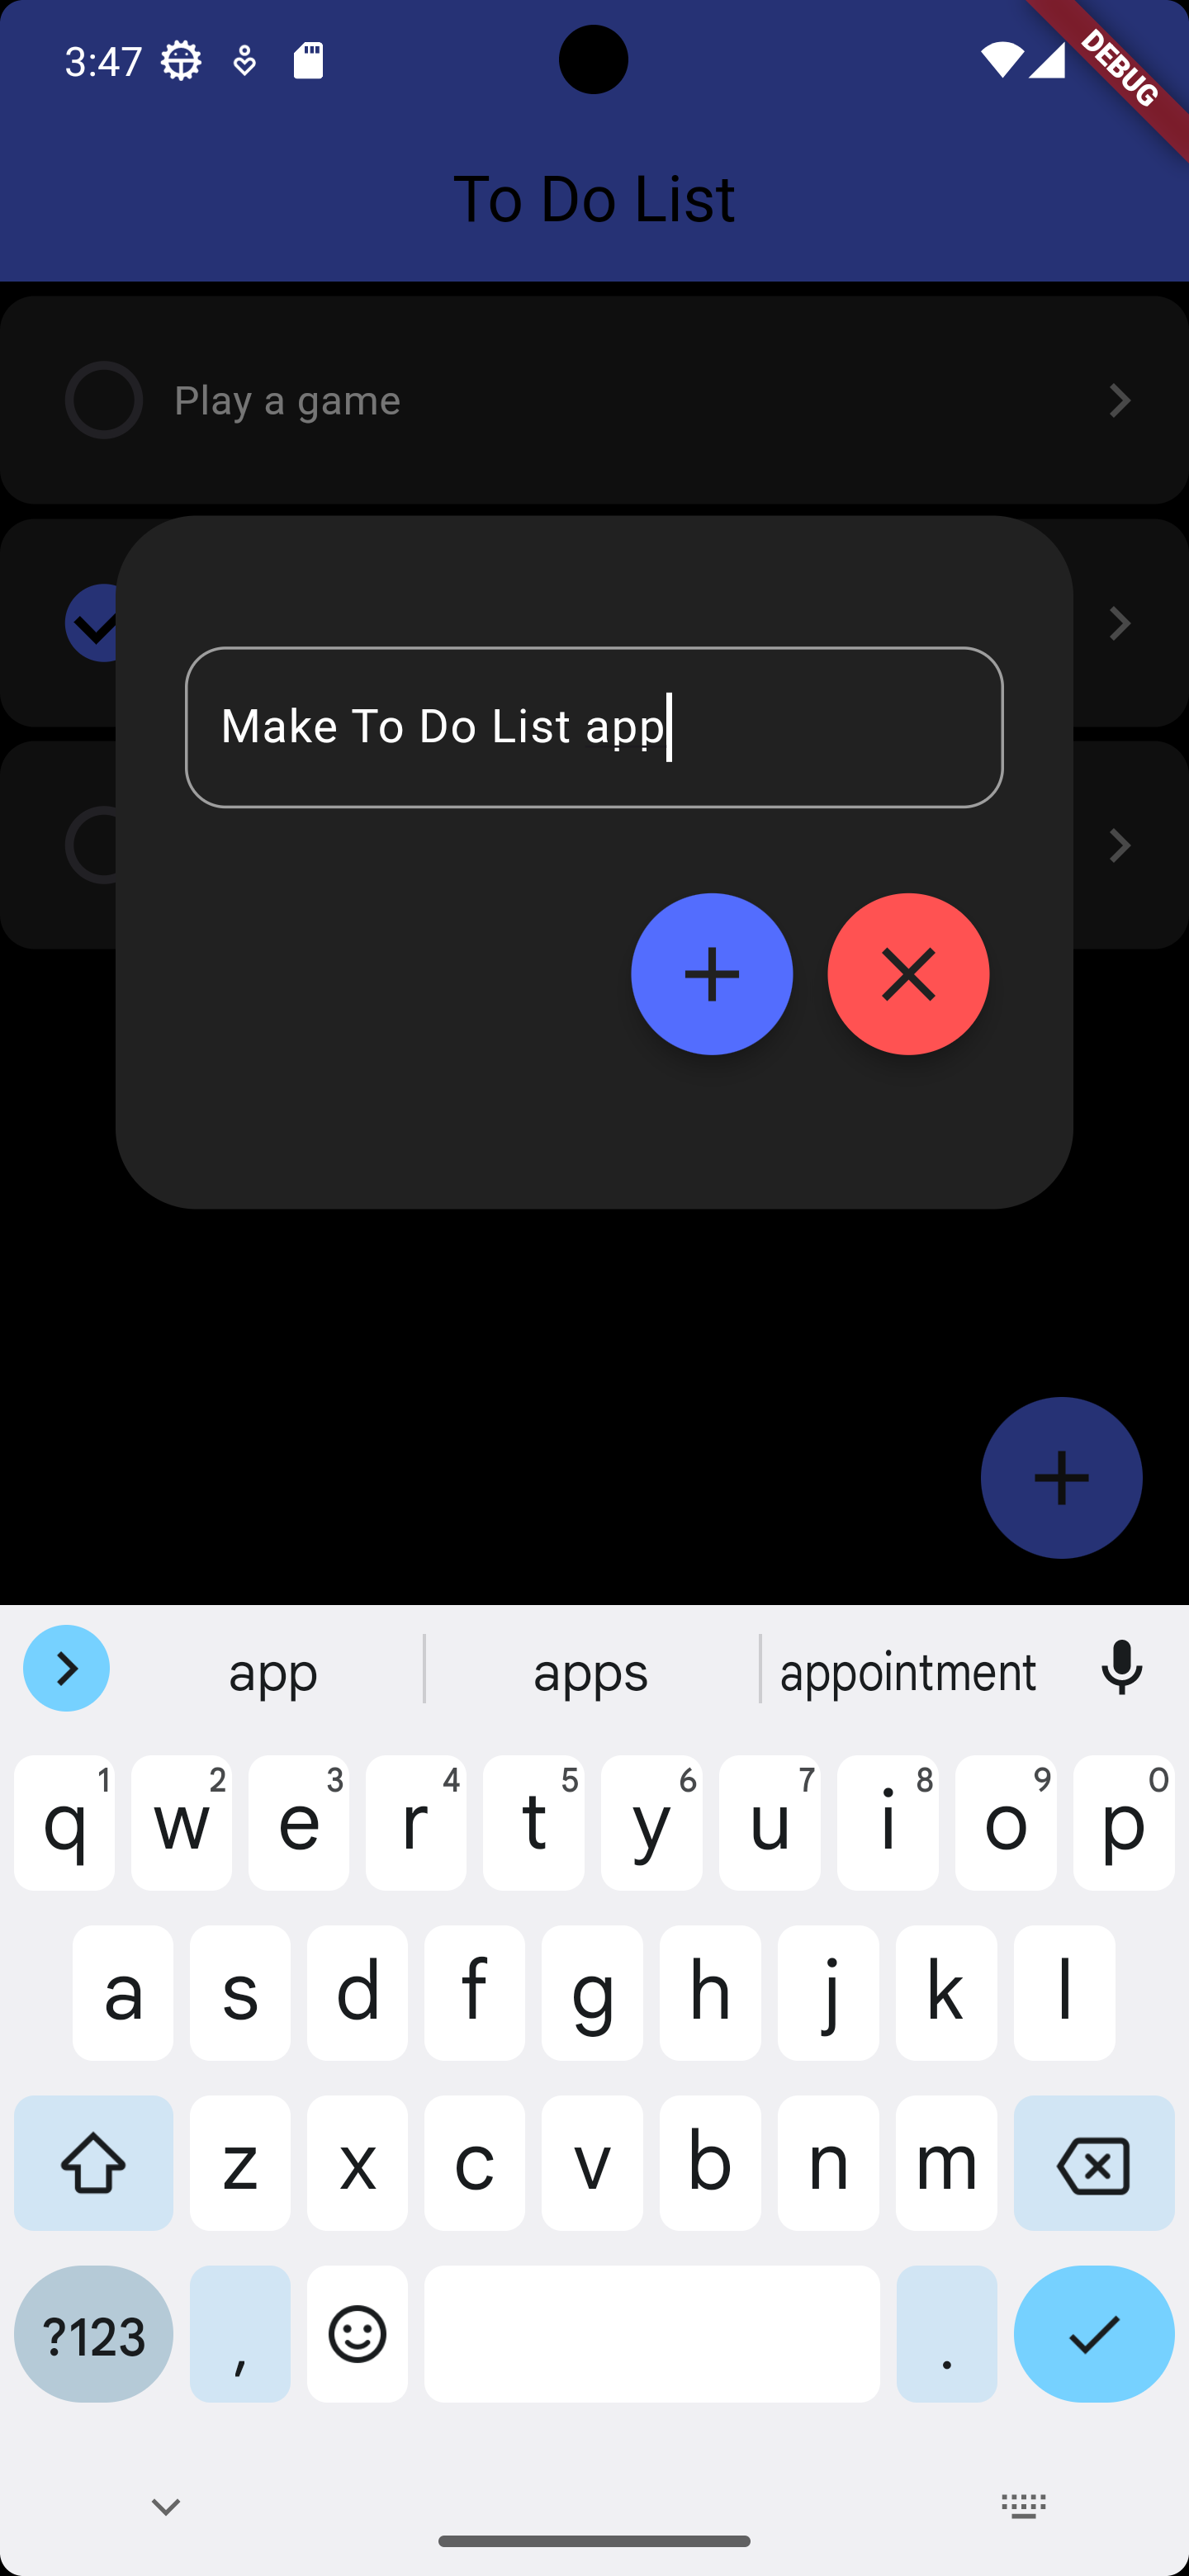 3:47
DEBUG
To Do List
Play a game
Make To Do List app
app apps appointment
q 1 w 2 e 3 r 4 t 5 y 6 u 7 i 8 o 9 p 0
a s d f g h j k l
z x c v b n m
?123 , .